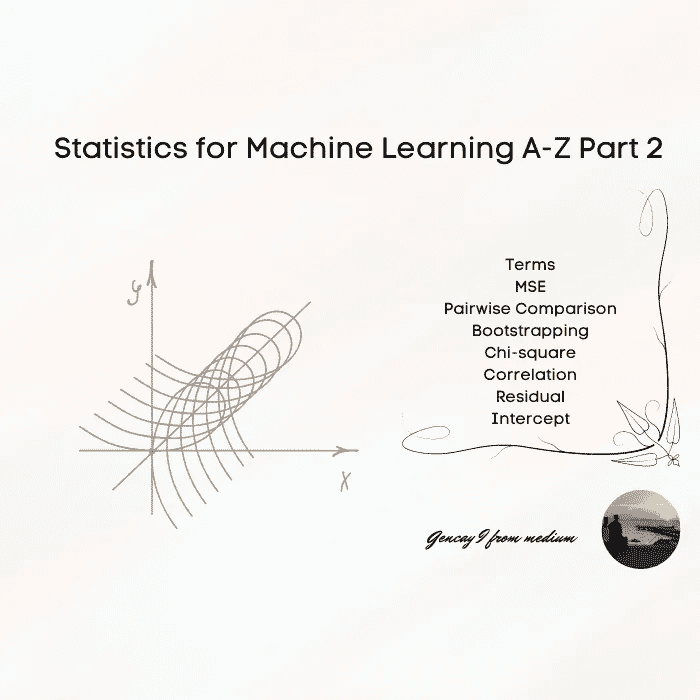 Statistics for Machine Learning A-Z Part 2
y
x
Terms
MSE
Pairwise Comparison
Bootstrapping
Chi-square
Correlation
Residual
Intercept
Gencay I from medium